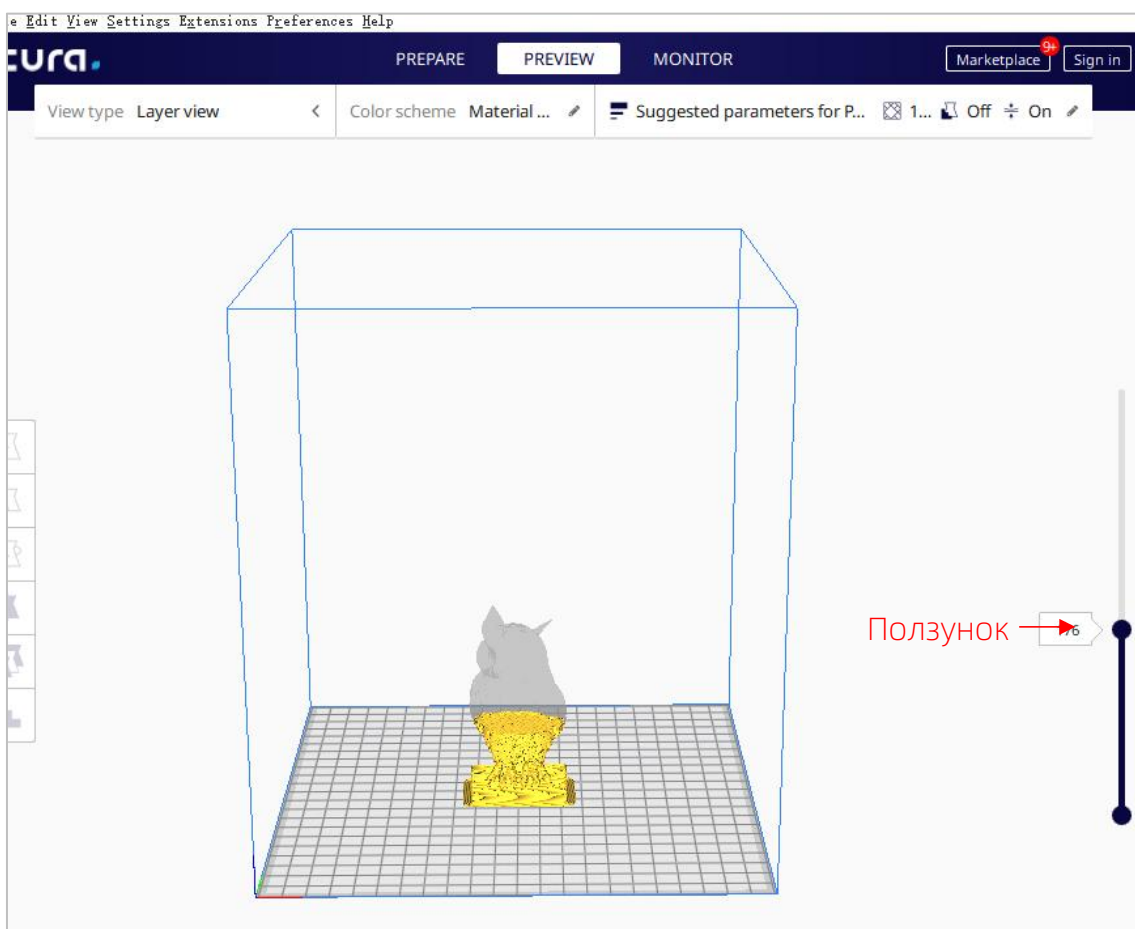 e Edit View Settings Extensions Preferences Help
cura.
PREPARE PREVIEW MONITOR
Marketplace 9+ Sign in
View type Layer view < Color scheme Material ... Suggested parameters for P... 1... Off On
Ползунок